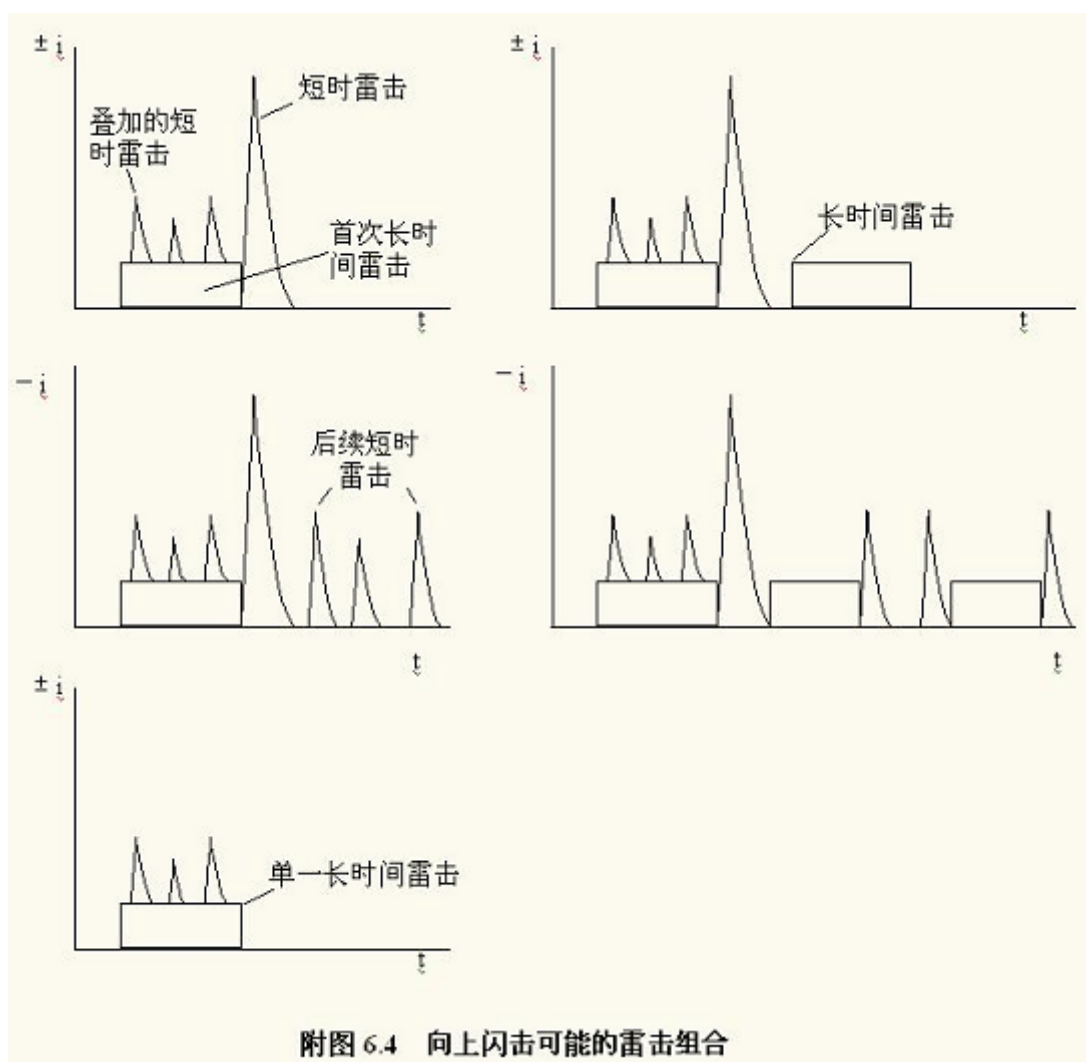 ± i
短时雷击
叠加的短
时雷击
首次长时
间雷击
t
± i
长时间雷击
t
− i
后续短时
雷击
t
− i
t
± i
单一长时间雷击
t
附图 6.4 向上闪击可能的雷击组合